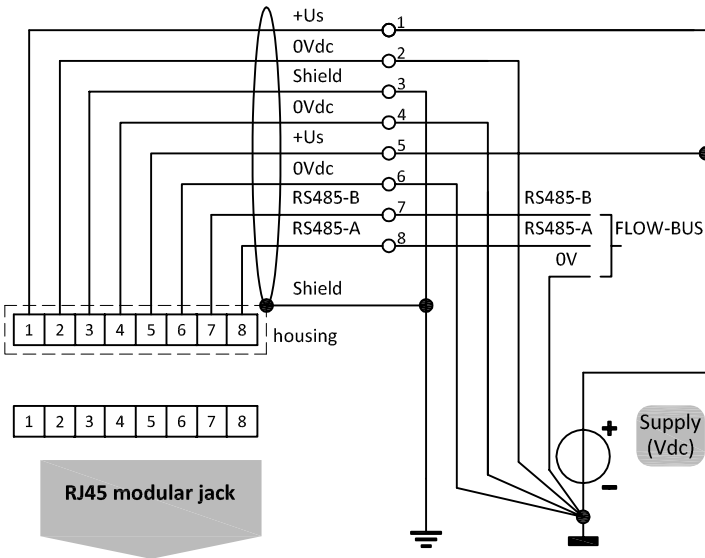 +Us 1
0Vdc 2
Shield 3
0Vdc 4
+Us 5
0Vdc 6
RS485-B 7 RS485-B
RS485-A 8 RS485-A FLOW-BUS
0V
Shield
1 2 3 4 5 6 7 8 housing
1 2 3 4 5 6 7 8
+ Supply
(Vdc)
-
RJ45 modular jack